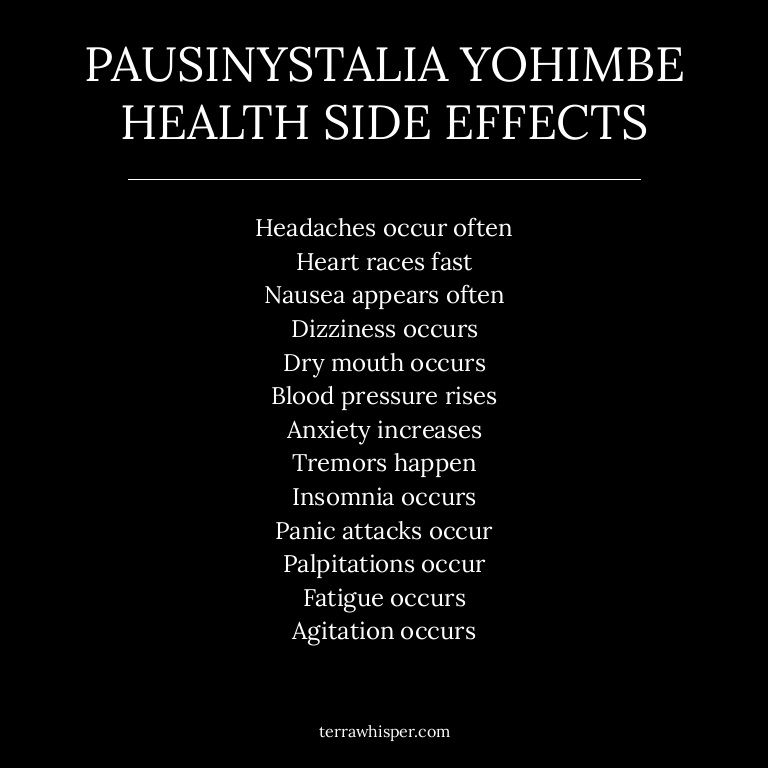 PAUSINYSTALIA YOHIMBE
HEALTH SIDE EFFECTS
Headaches occur often
Heart races fast
Nausea appears often
Dizziness occurs
Dry mouth occurs
Blood pressure rises
Anxiety increases
Tremors happen
Insomnia occurs
Panic attacks occur
Palpitations occur
Fatigue occurs
Agitation occurs
terrawhisper.com